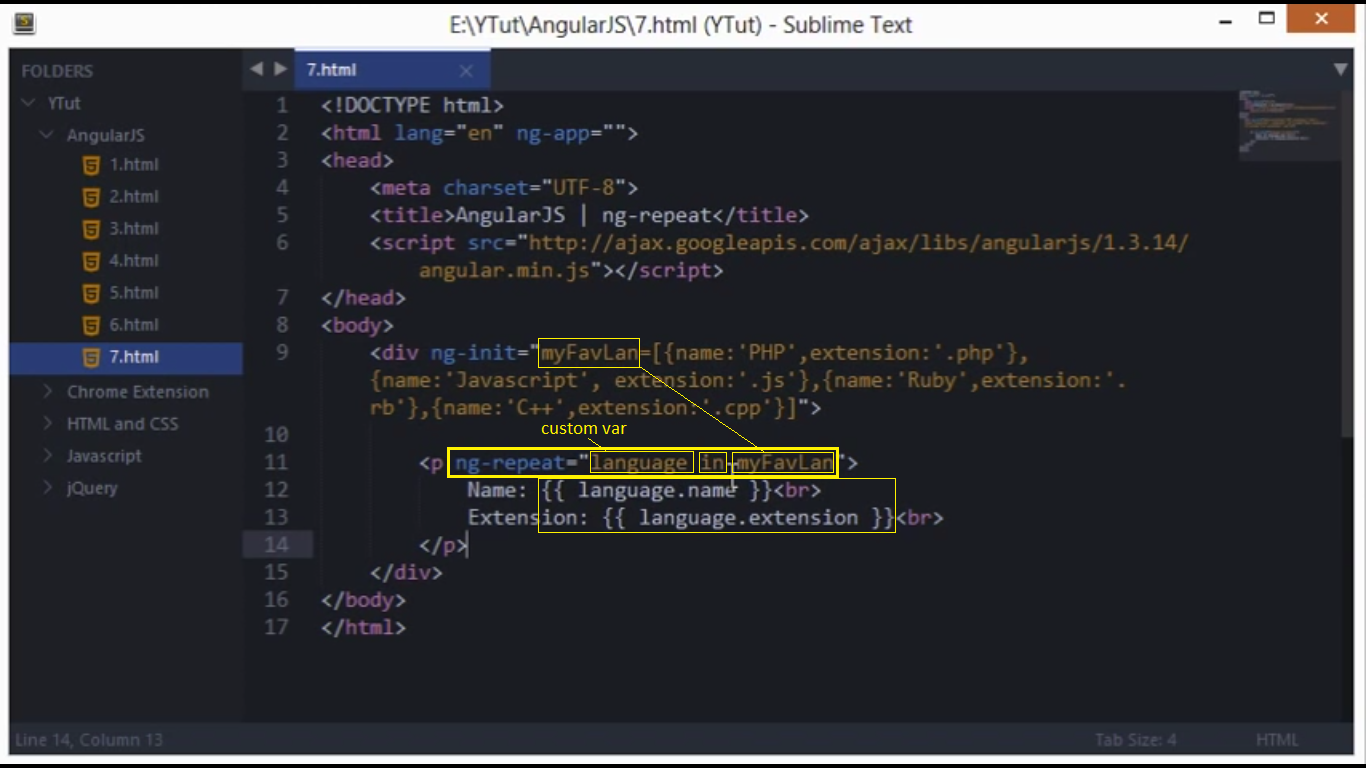 E:\YTut\AngularJS\7.html (YTut) - Sublime Text
FOLDERS
YTut
AngularJS
1.html
2.html
3.html
4.html
5.html
6.html
7.html
Chrome Extension
HTML and CSS
Javascript
jQuery
7.html
1 <!DOCTYPE html>
2 <html lang="en" ng-app="">
3 <head>
4 <meta charset="UTF-8">
5 <title>AngularJS | ng-repeat</title>
6 <script src="http://ajax.googleapis.com/ajax/libs/angularjs/1.3.14/
angular.min.js"></script>
7 </head>
8 <body>
9 <div ng-init="myFavLan=[{name:'PHP',extension:'.php'},
{name:'Javascript', extension:'.js'},{name:'Ruby',extension:'.
rb'},{name:'C++',extension:'.cpp'}]">
10
custom var
11 <p ng-repeat="language in myFavLan">
12 Name: {{ language.name }}<br>
13 Extension: {{ language.extension }}<br>
14 </p>
15 </div>
16 </body>
17 </html>
Line 14, Column 13
Tab Size: 4
HTML